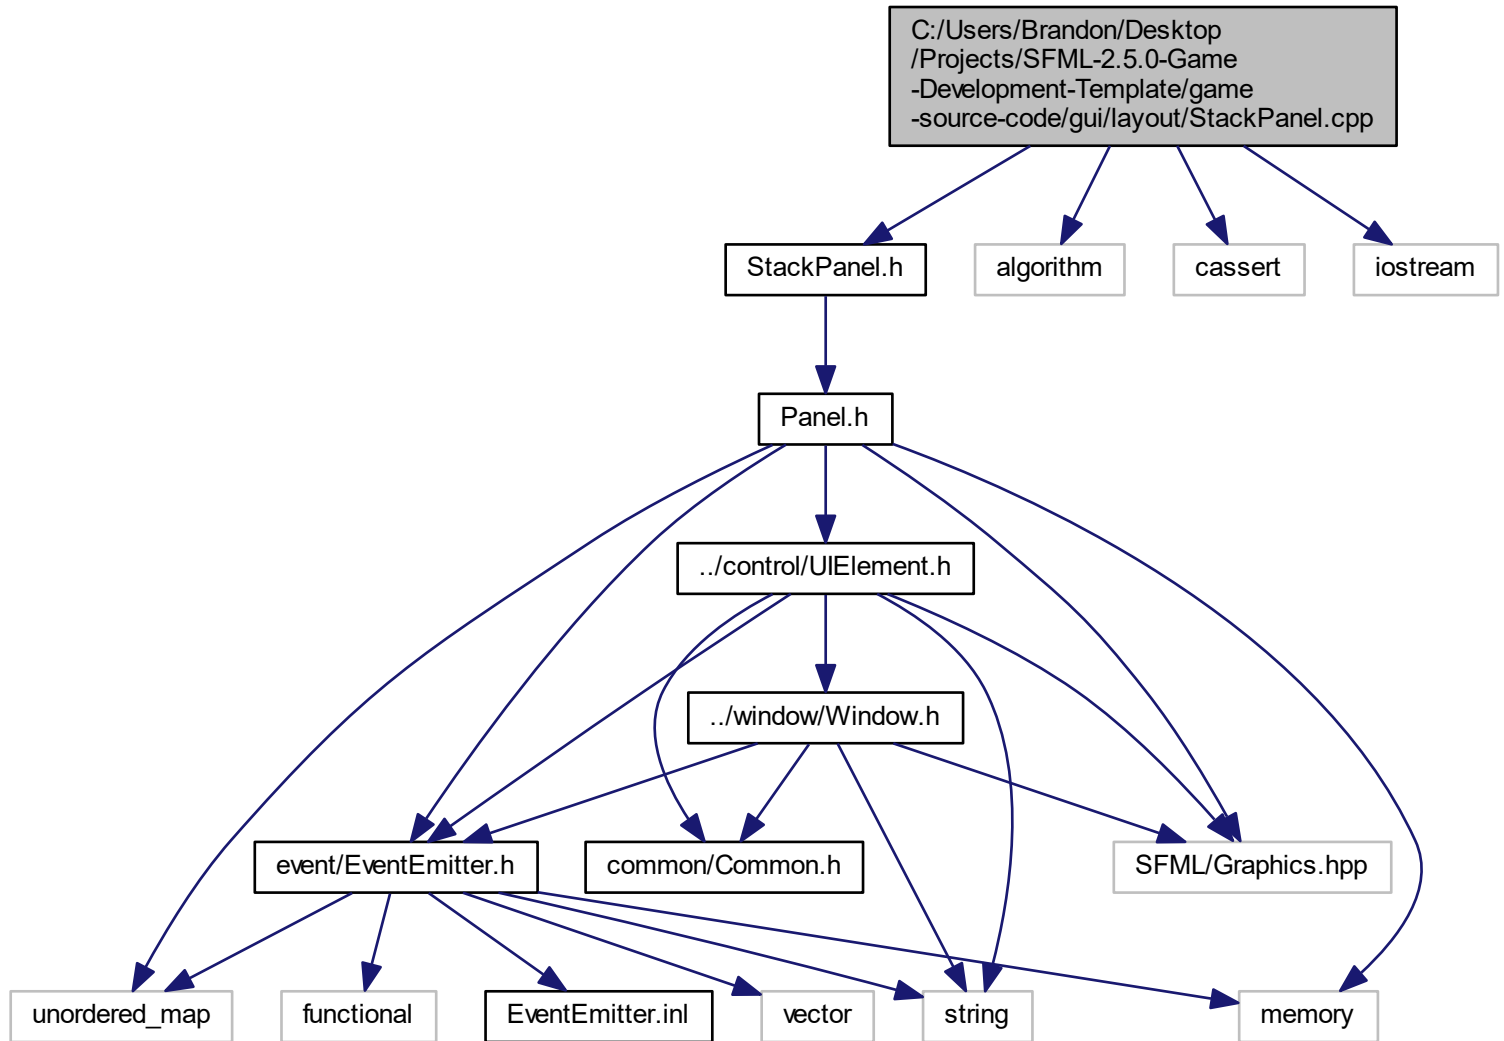 C:/Users/Brandon/Desktop
/Projects/SFML-2.5.0-Game
-Development-Template/game
-source-code/gui/layout/StackPanel.cpp
StackPanel.h
algorithm
cassert
iostream
Panel.h
../control/UIElement.h
../window/Window.h
event/EventEmitter.h
common/Common.h
SFML/Graphics.hpp
unordered_map
functional
EventEmitter.inl
vector
string
memory